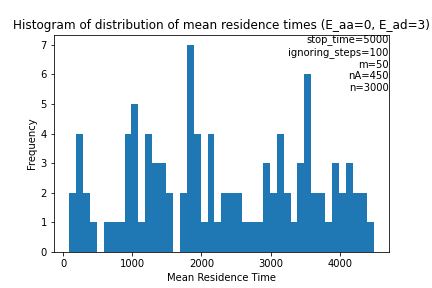 Histogram of distribution of mean residence times (E_aa=0, E_ad=3)
stop_time=5000
ignoring_steps=100
m=50
nA=450
n=3000
7
6
5
4
3
2
1
0
Frequency
0 1000 2000 3000 4000
Mean Residence Time